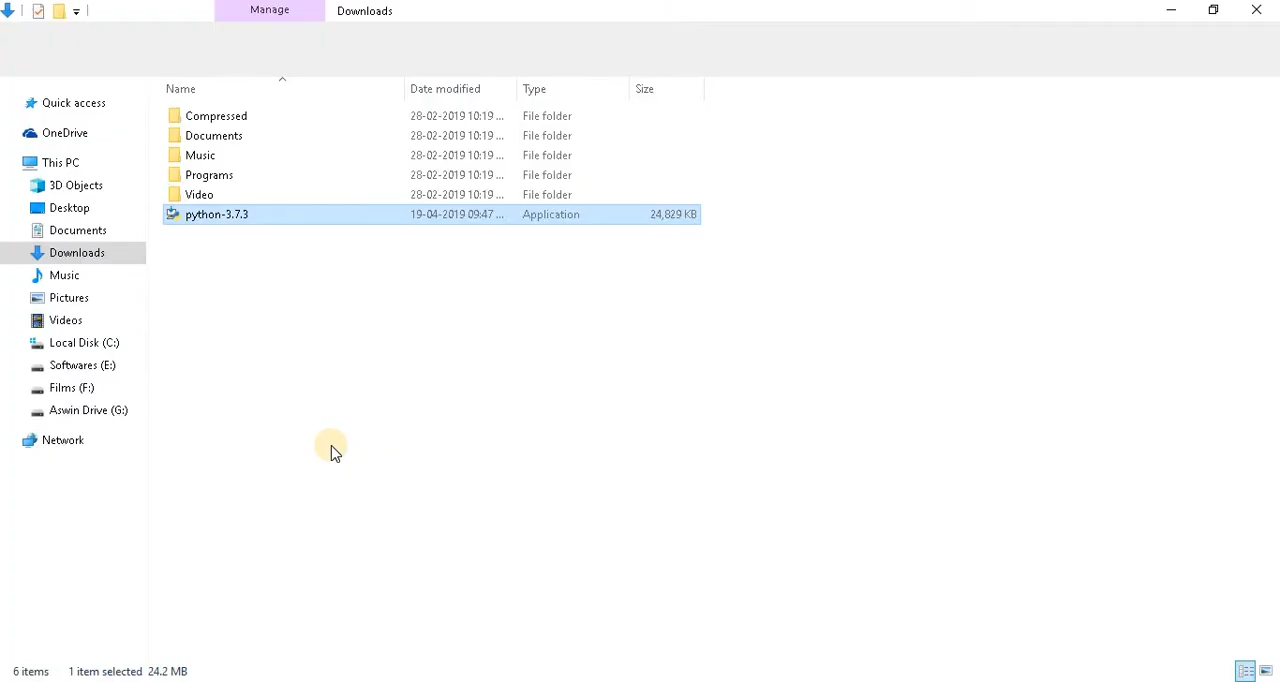 Manage Downloads
Name Date modified Type Size
Quick access
OneDrive
This PC
3D Objects
Desktop
Documents
Downloads
Music
Pictures
Videos
Local Disk (C:)
Softwares (E:)
Films (F:)
Aswin Drive (G:)
Network
Compressed 28-02-2019 10:19 ... File folder
Documents 28-02-2019 10:19 ... File folder
Music 28-02-2019 10:19 ... File folder
Programs 28-02-2019 10:19 ... File folder
Video 28-02-2019 10:19 ... File folder
python-3.7.3 19-04-2019 09:47 ... Application 24,829 KB
6 items 1 item selected 24.2 MB